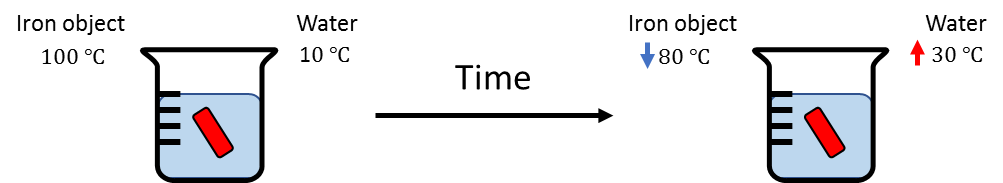 Iron object
100 °C
Water
10 °C
Time
Iron object
80 °C
Water
30 °C